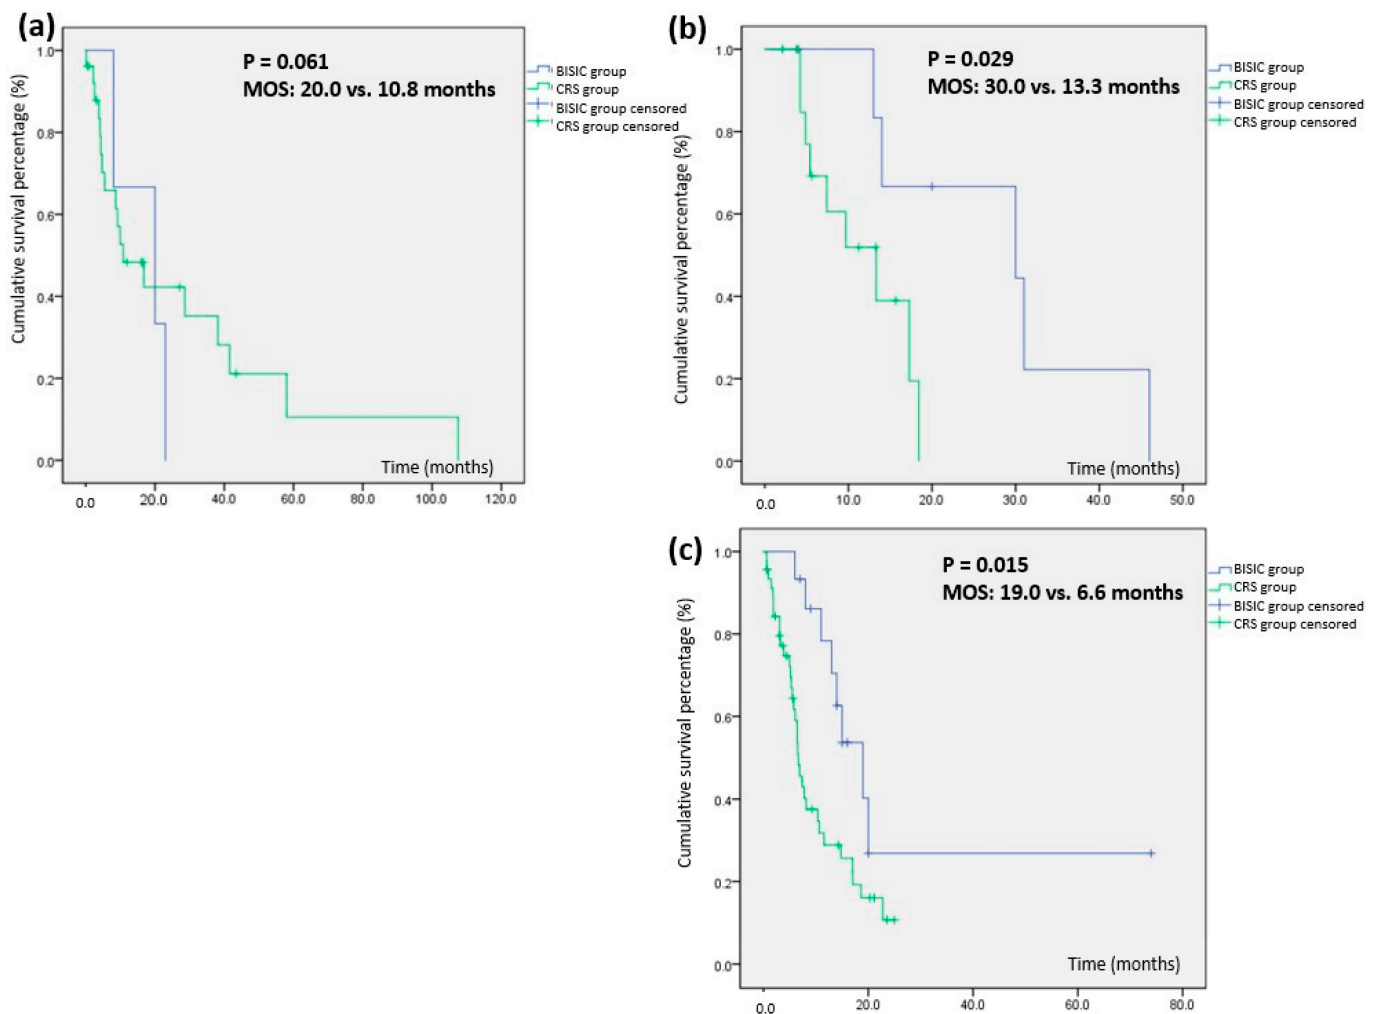 (a)
P = 0.061
MOS: 20.0 vs. 10.8 months
BISIC group
CRS group
BISIC group censored
CRS group censored
Cumulative survival percentage (%)
1.0
0.8
0.6
0.4
0.2
0.0
Time (months)
0.0 20.0 40.0 60.0 80.0 100.0 120.0
(b)
P = 0.029
MOS: 30.0 vs. 13.3 months
BISIC group
CRS group
BISIC group censored
CRS group censored
Cumulative survival percentage (%)
1.0
0.8
0.6
0.4
0.2
0.0
Time (months)
0.0 10.0 20.0 30.0 40.0 50.0
(c)
P = 0.015
MOS: 19.0 vs. 6.6 months
BISIC group
CRS group
BISIC group censored
CRS group censored
Cumulative survival percentage (%)
1.0
0.8
0.6
0.4
0.2
0.0
Time (months)
0.0 20.0 40.0 60.0 80.0